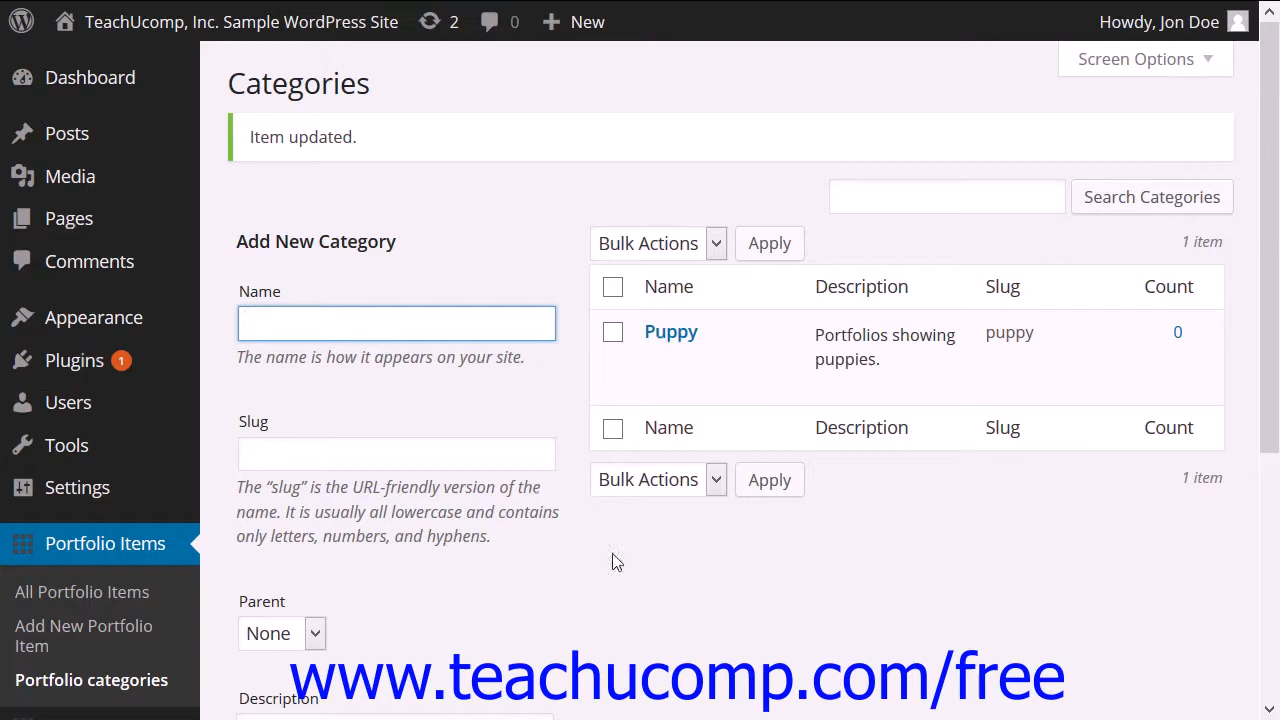 TeachUcomp, Inc. Sample WordPress Site 2 0 New Howdy, Jon Doe
Screen Options
Dashboard
Posts
Media
Pages
Comments
Appearance
Plugins 1
Users
Tools
Settings
Portfolio Items
All Portfolio Items
Add New Portfolio
Item
Portfolio categories
Categories
Item updated.
Search Categories
Add New Category
Name
The name is how it appears on your site.
Slug
The “slug” is the URL-friendly version of the
name. It is usually all lowercase and contains
only letters, numbers, and hyphens.
Parent
None
Description
Bulk Actions Apply 1 item
Name Description Slug Count
Puppy Portfolios showing puppy 0
puppies.
Name Description Slug Count
Bulk Actions Apply 1 item
www.teachucomp.com/free